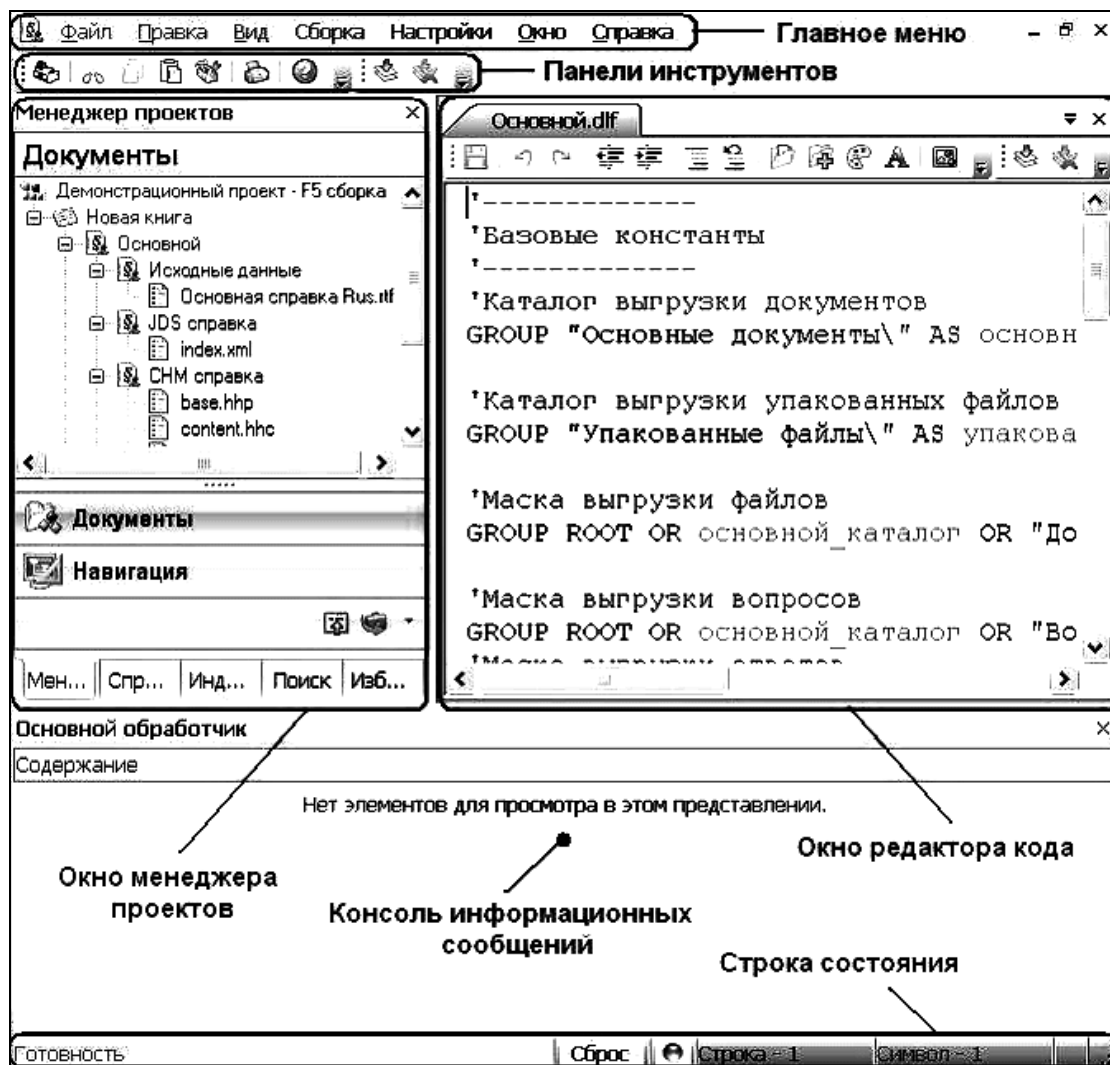 Файл Правка Вид Сборка Настройки Окно Справка
Главное меню
Панели инструментов
Менеджер проектов
Документы
Демонстрационный проект - F5 сборка
Новая книга
Основной
Исходные данные
Основная справка Rus.rtf
JDS справка
index.xml
CHM справка
base.hhp
content.hhc
Документы
Навигация
Мен... Спр... Инд... Поиск Изб...
Основной.dlf
'-------------
'Базовые константы
'-------------
'Каталог выгрузки документов
GROUP "Основные документы\" AS основн
'Каталог выгрузки упакованных файлов
GROUP "Упакованные файлы\" AS упакова
'Маска выгрузки файлов
GROUP ROOT OR основной_каталог OR "До
'Маска выгрузки вопросов
GROUP ROOT OR основной_каталог OR "Во
'Маска выгрузки ответов
Основной обработчик
Содержание
Нет элементов для просмотра в этом представлении.
Окно менеджера
проектов
Консоль информационных
сообщений
Окно редактора кода
Строка состояния
Готовность
Сброс
Строка - 1
Символ - 1